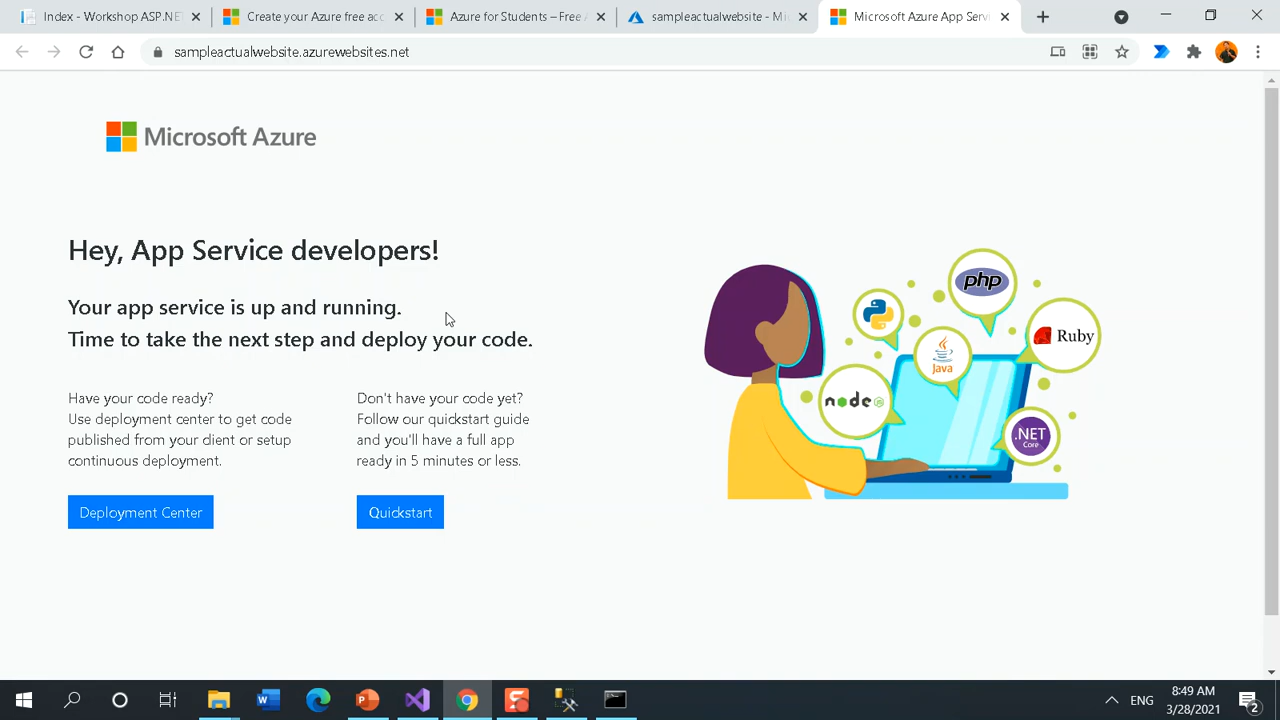 Index - Workshop_ASP.NET
Create your Azure free acc
Azure for Students – Free A
sampleactualwebsite - Mi
Microsoft Azure App Servi
sampleactualwebsite.azurewebsites.net
Microsoft Azure
Hey, App Service developers!
Your app service is up and running.
Time to take the next step and deploy your code.
Have your code ready?
Use deployment center to get code
published from your client or setup
continuous deployment.
Deployment Center
Don't have your code yet?
Follow our quickstart guide
and you'll have a full app
ready in 5 minutes or less.
Quickstart
php
Ruby
Java
node
.NET
Core
ENG
8:49 AM
3/28/2021
2